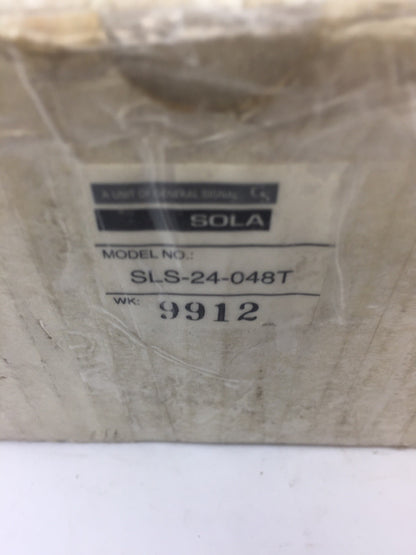 A UNIT OF GENERAL SIGNAL
SOLA
MODEL NO.:
SLS-24-048T
WK: 9912